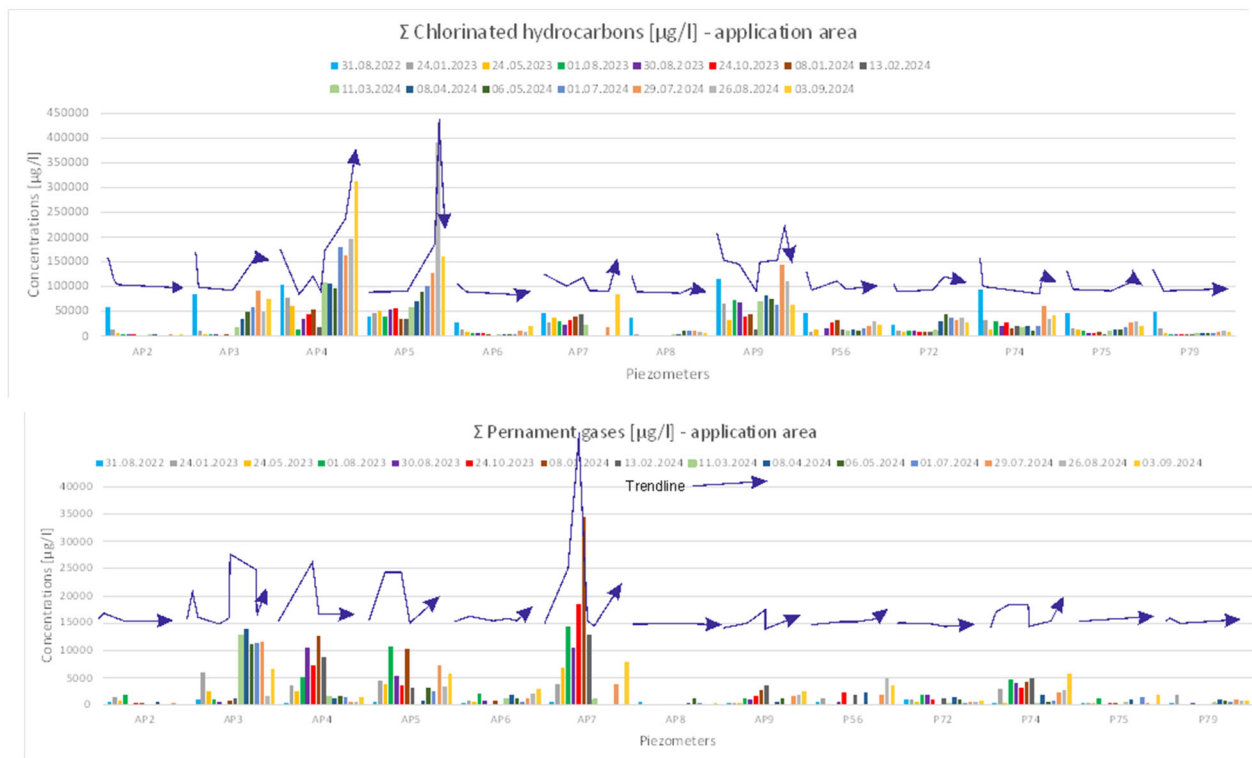 Σ Chlorinated hydrocarbons [µg/l] - application area
31.08.2022 24.01.2023 24.05.2023 01.08.2023 30.08.2023 24.10.2023 08.01.2024 13.02.2024
11.03.2024 08.04.2024 06.05.2024 01.07.2024 29.07.2024 26.08.2024 03.09.2024
Concentrations [µg/l]
450000
400000
350000
300000
250000
200000
150000
100000
50000
0
AP2 AP3 AP4 AP5 AP6 AP7 AP8 AP9 P56 P72 P74 P75 P79
Piezometers
Σ Pernament gases [µg/l] - application area
31.08.2022 24.01.2023 24.05.2023 01.08.2023 30.08.2023 24.10.2023 08.01.2024 13.02.2024 11.03.2024 08.04.2024 06.05.2024 01.07.2024 29.07.2024 26.08.2024 03.09.2024
Trendline
Concentrations [µg/l]
40000
35000
30000
25000
20000
15000
10000
5000
0
AP2 AP3 AP4 AP5 AP6 AP7 AP8 AP9 P56 P72 P74 P75 P79
Piezometers